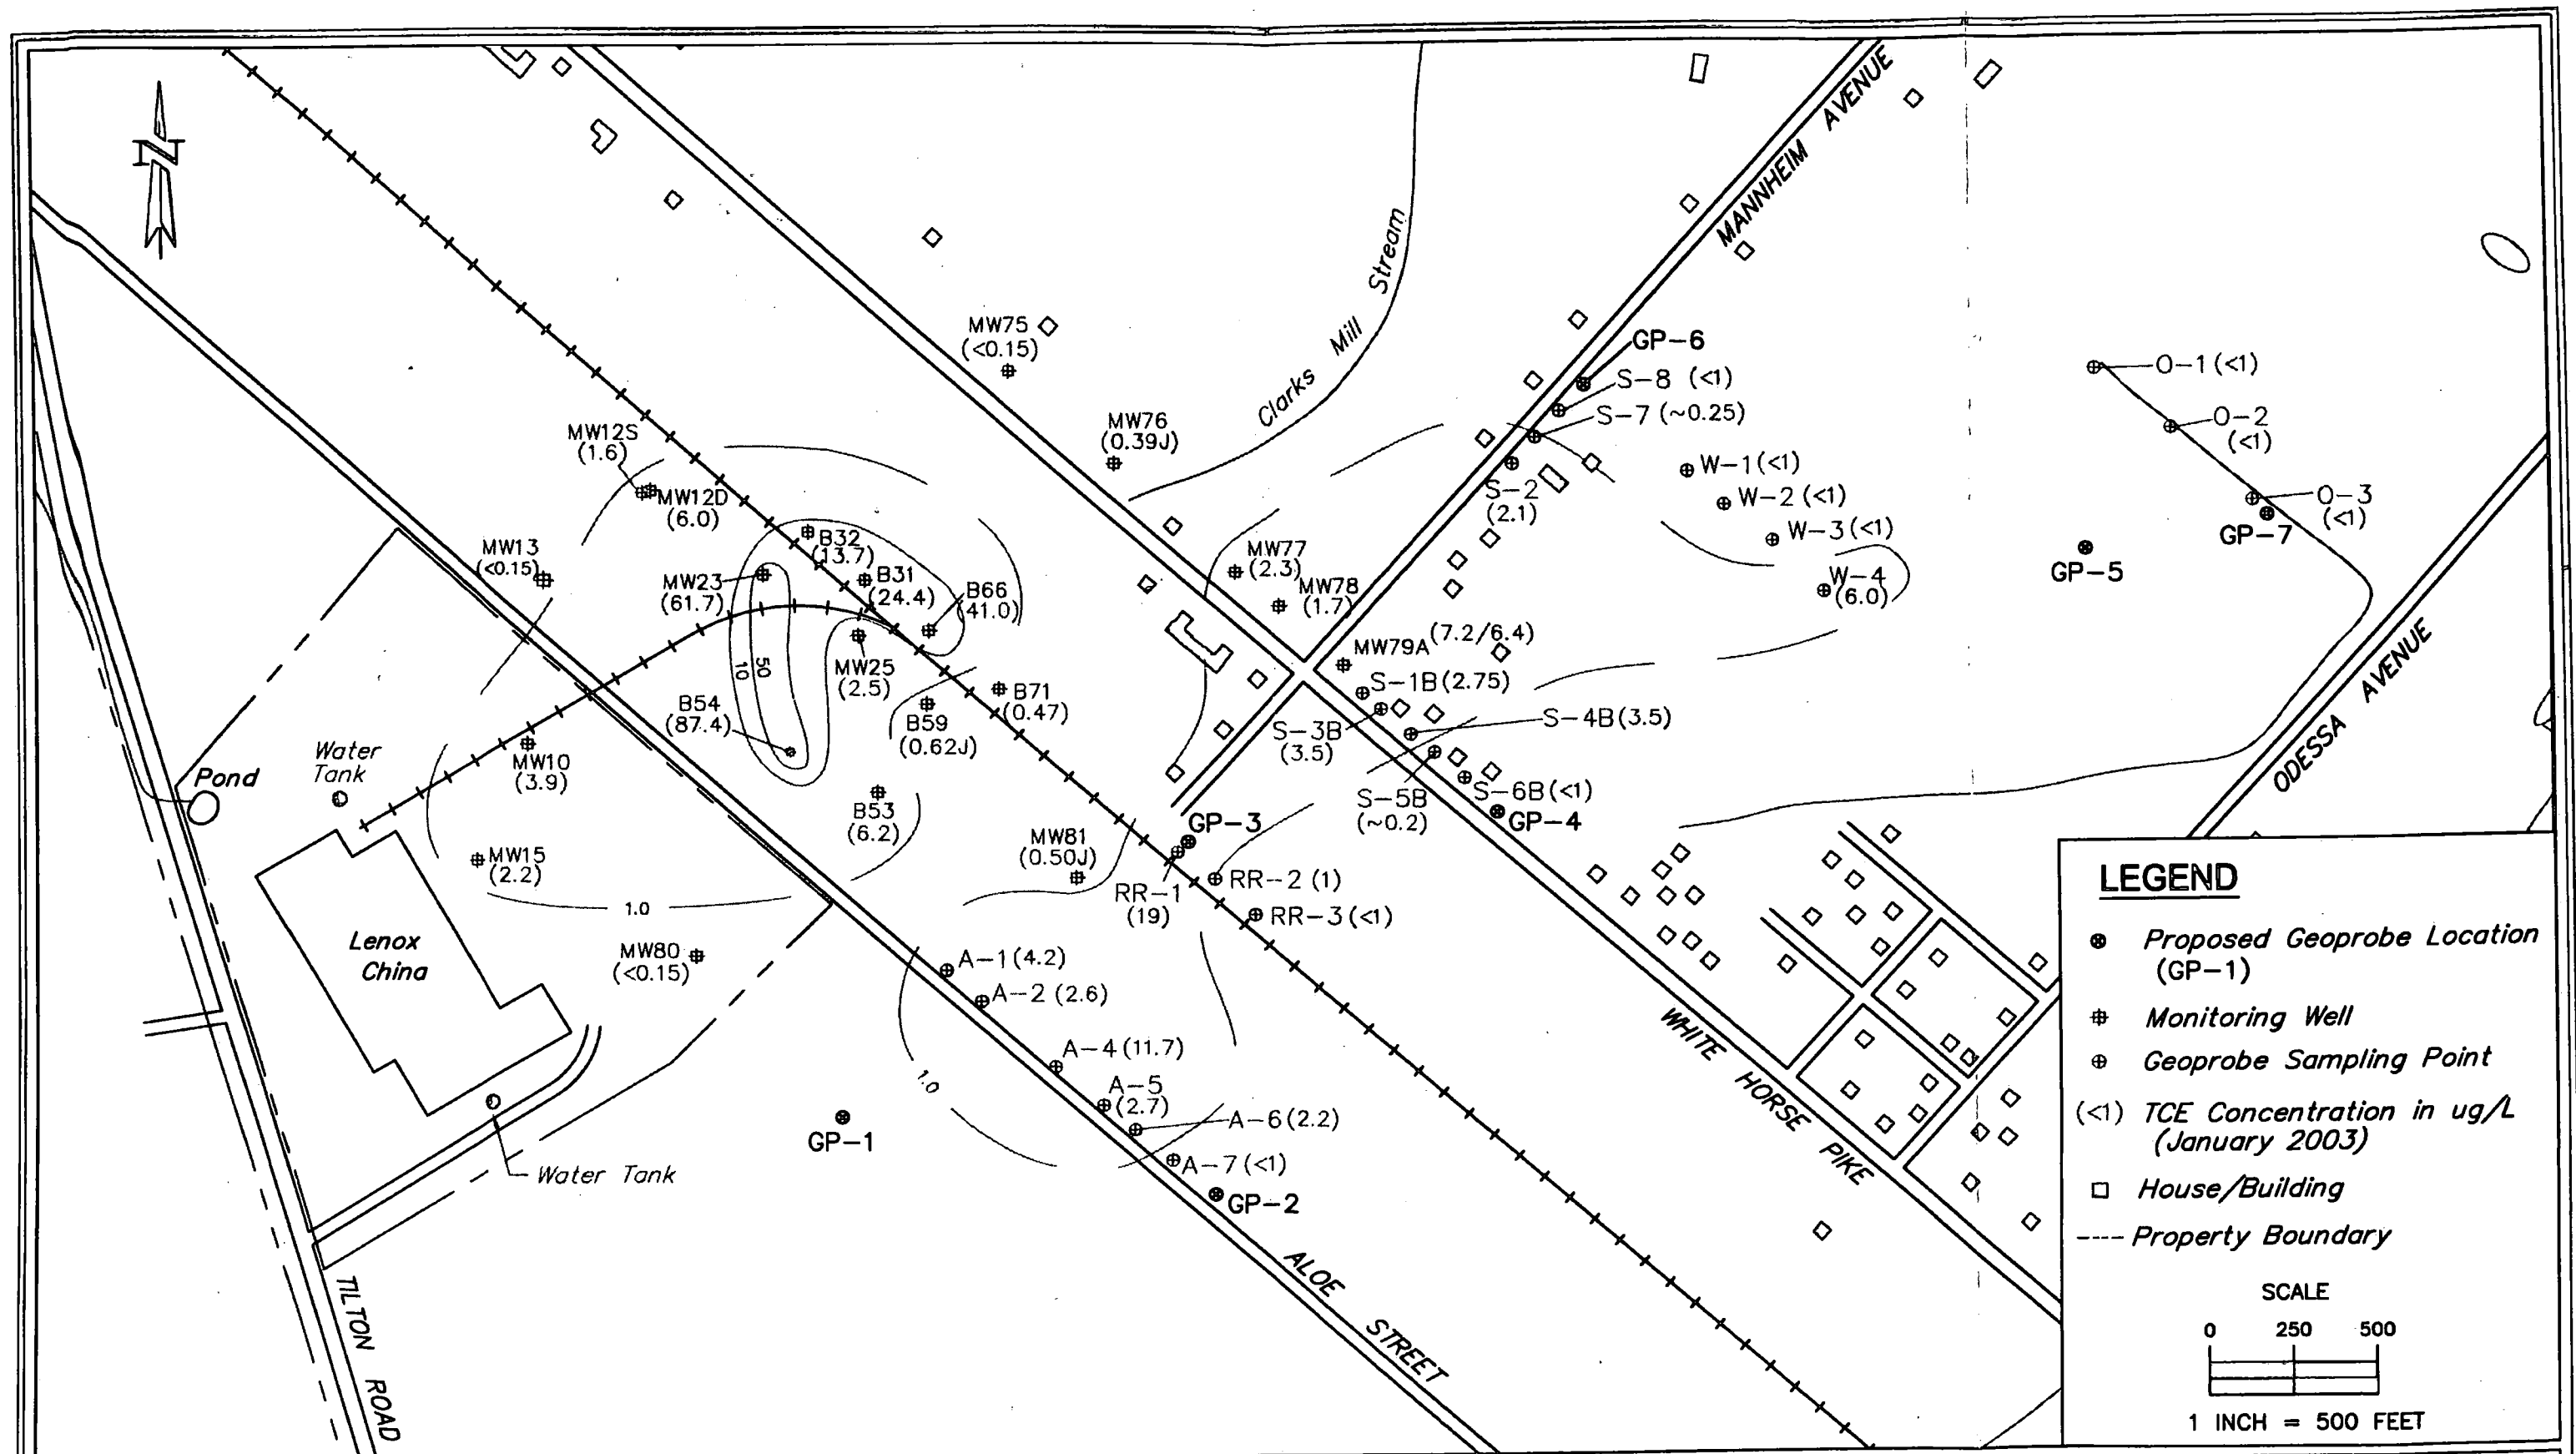 N
MANNHEIM AVENUE
Clarks Mill Stream
MW75
(<0.15)
GP-6
S-8 (<1)
S-7 (~0.25)
O-1 (<1)
O-2
(<1)
O-3
(<1)
GP-7
GP-5
MW76
(0.39J)
MW12S
(1.6)
MW12D
(6.0)
S-2
(2.1)
W-1 (<1)
W-2 (<1)
W-3 (<1)
W-4
(6.0)
MW13
(<0.15)
B32
(13.7)
MW23
(61.7)
B31
(24.4)
B66
(41.0)
MW77
(2.3)
MW78
(1.7)
MW79A (7.2/6.4)
S-1B (2.75)
10
50
MW25
(2.5)
B54
(87.4)
B59
(0.62J)
B71
(0.47)
S-3B
(3.5)
S-4B (3.5)
S-5B
(~0.2)
S-6B (<1)
GP-4
ODESSA AVENUE
Pond
Water
Tank
MW10
(3.9)
B53
(6.2)
MW81
(0.50J)
GP-3
RR-1
(19)
RR-2 (1)
RR-3 (<1)
MW15
(2.2)
1.0
MW80
(<0.15)
Lenox
China
A-1 (4.2)
A-2 (2.6)
A-4 (11.7)
A-5
(2.7)
A-6 (2.2)
A-7 (<1)
1.0
GP-1
GP-2
Water Tank
TILTON ROAD
ALOE STREET
WHITE HORSE PIKE
LEGEND
Proposed Geoprobe Location
(GP-1)
Monitoring Well
Geoprobe Sampling Point
(<1) TCE Concentration in ug/L
(January 2003)
House/Building
Property Boundary
SCALE
0 250 500
1 INCH = 500 FEET